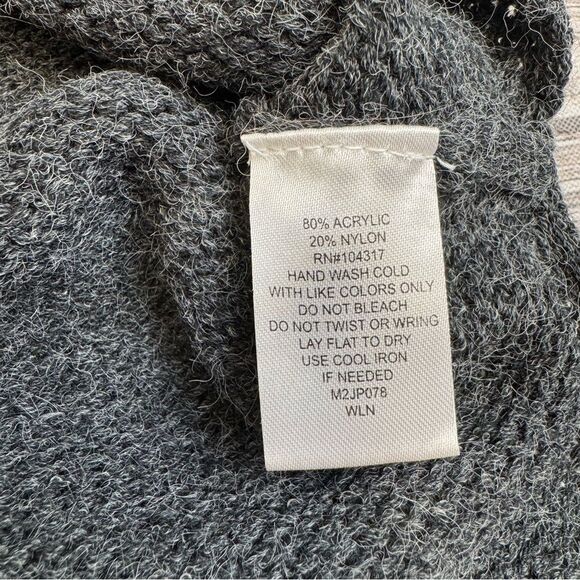 80% ACRYLIC
20% NYLON
RN#104317
HAND WASH COLD
WITH LIKE COLORS ONLY
DO NOT BLEACH
DO NOT TWIST OR WRING
LAY FLAT TO DRY
USE COOL IRON
IF NEEDED
M2JP078
WLN